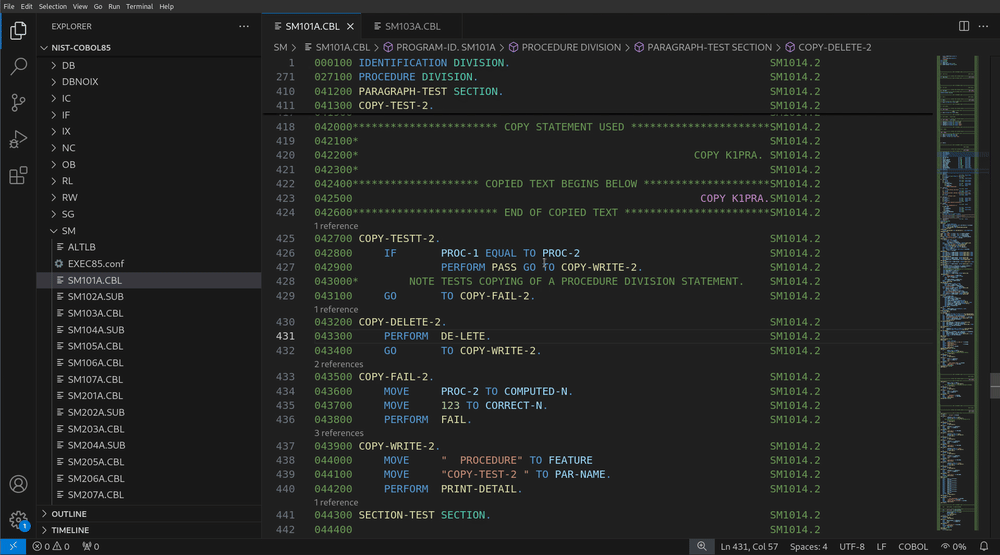 File Edit Selection View Go Run Terminal Help
EXPLORER ···
NIST-COBOL85
DB
DBNOIX
IC
IF
IX
NC
OB
RL
RW
SG
SM
ALTLB
EXEC85.conf
SM101A.CBL
SM102A.SUB
SM103A.CBL
SM104A.SUB
SM105A.CBL
SM106A.CBL
SM107A.CBL
SM201A.CBL
SM202A.SUB
SM203A.CBL
SM204A.SUB
SM205A.CBL
SM206A.CBL
SM207A.CBL
OUTLINE
TIMELINE
SM101A.CBL × SM103A.CBL ···
SM > SM101A.CBL > PROGRAM-ID. SM101A > PROCEDURE DIVISION > PARAGRAPH-TEST SECTION > COPY-DELETE-2
1 000100 IDENTIFICATION DIVISION. SM1014.2
271 027100 PROCEDURE DIVISION. SM1014.2
410 041200 PARAGRAPH-TEST SECTION. SM1014.2
411 041300 COPY-TEST-2. SM1014.2
418 042000*********************** COPY STATEMENT USED **********************SM1014.2
419 042100* SM1014.2
420 042200* COPY K1PRA. SM1014.2
421 042300* SM1014.2
422 042400******************** COPIED TEXT BEGINS BELOW ********************SM1014.2
423 042500 COPY K1PRA.SM1014.2
424 042600*********************** END OF COPIED TEXT ***********************SM1014.2
1 reference
425 042700 COPY-TESTT-2. SM1014.2
426 042800 IF PROC-1 EQUAL TO PROC-2 SM1014.2
427 042900 PERFORM PASS GO TO COPY-WRITE-2. SM1014.2
428 043000* NOTE TESTS COPYING OF A PROCEDURE DIVISION STATEMENT. SM1014.2
429 043100 GO TO COPY-FAIL-2. SM1014.2
1 reference
430 043200 COPY-DELETE-2. SM1014.2
431 043300 PERFORM DE-LETE. SM1014.2
432 043400 GO TO COPY-WRITE-2. SM1014.2
2 references
433 043500 COPY-FAIL-2. SM1014.2
434 043600 MOVE PROC-2 TO COMPUTED-N. SM1014.2
435 043700 MOVE 123 TO CORRECT-N. SM1014.2
436 043800 PERFORM FAIL. SM1014.2
3 references
437 043900 COPY-WRITE-2. SM1014.2
438 044000 MOVE "  PROCEDURE" TO FEATURE SM1014.2
439 044100 MOVE "COPY-TEST-2 " TO PAR-NAME. SM1014.2
440 044200 PERFORM PRINT-DETAIL. SM1014.2
1 reference
441 044300 SECTION-TEST SECTION. SM1014.2
442 044400 SM1014.2
1
0 0 0 Ln 431, Col 57 Spaces: 4 UTF-8 LF COBOL 0%